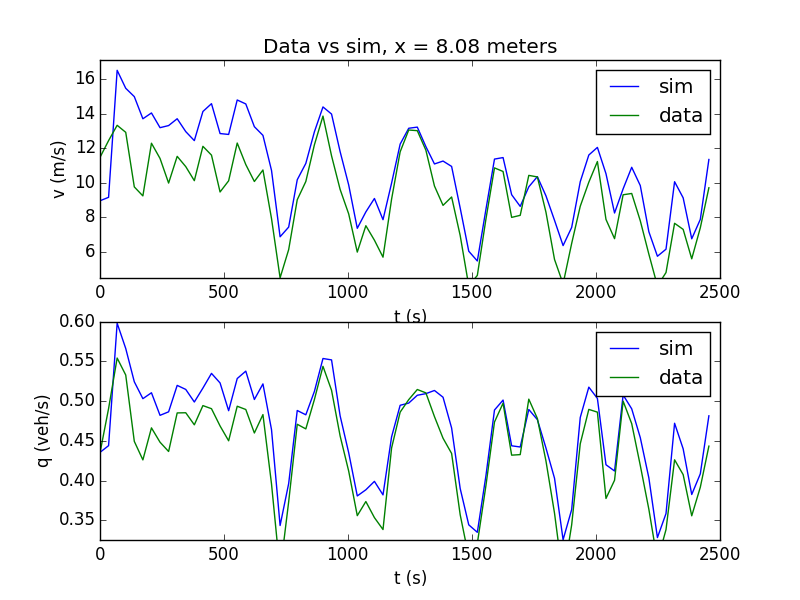 Data vs sim, x = 8.08 meters
16
14
12
10
8
6
v (m/s)
sim
data
0
500
1000
1500
2000
2500
t (s)
0.60
0.55
0.50
0.45
0.40
0.35
q (veh/s)
sim
data
0
500
1000
1500
2000
2500
t (s)